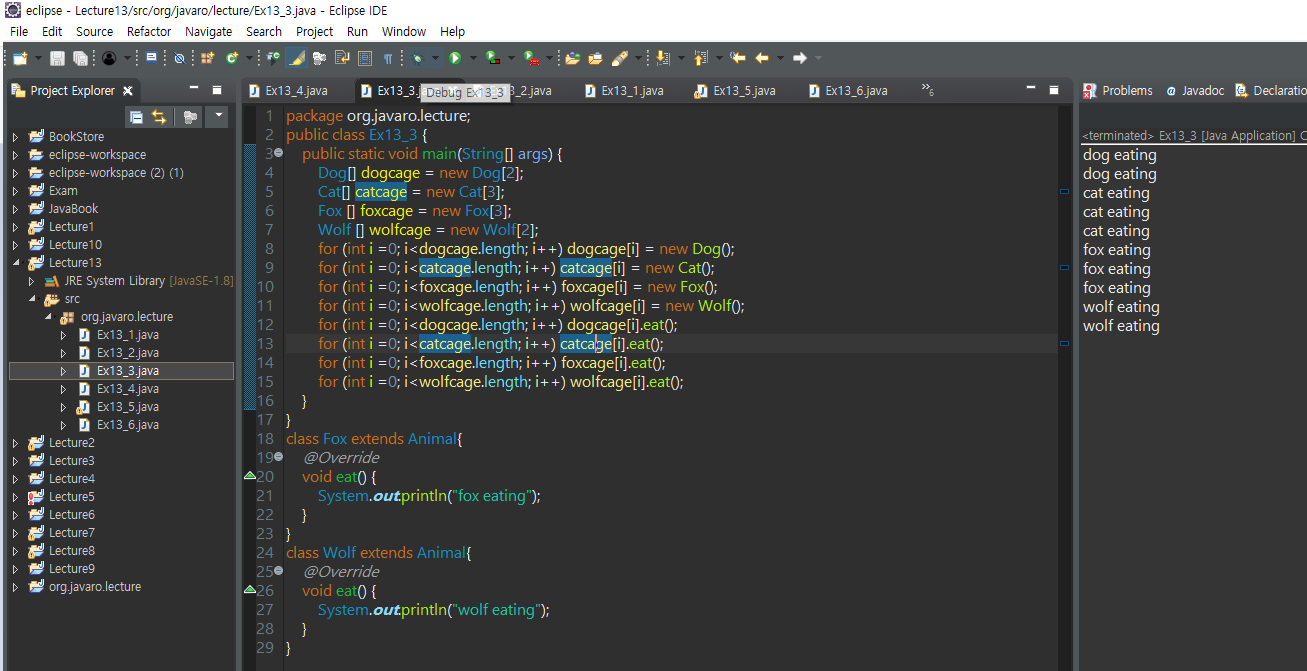 eclipse - Lecture13/src/org/javaro/lecture/Ex13_3.java - Eclipse IDE
File Edit Source Refactor Navigate Search Project Run Window Help
Project Explorer
BookStore
eclipse-workspace
eclipse-workspace (2) (1)
Exam
JavaBook
Lecture1
Lecture10
Lecture13
JRE System Library [JavaSE-1.8]
src
org.javaro.lecture
Ex13_1.java
Ex13_2.java
Ex13_3.java
Ex13_4.java
Ex13_5.java
Ex13_6.java
Lecture2
Lecture3
Lecture4
Lecture5
Lecture6
Lecture7
Lecture8
Lecture9
org.javaro.lecture
Ex13_4.java Ex13_3.j 3_2.java Ex13_1.java Ex13_5.java Ex13_6.java 6
Debug Ex13_3
1 package org.javaro.lecture;
2 public class Ex13_3 {
3 public static void main(String[] args) {
4 Dog[] dogcage = new Dog[2];
5 Cat[] catcage = new Cat[3];
6 Fox [] foxcage = new Fox[3];
7 Wolf [] wolfcage = new Wolf[2];
8 for (int i =0; i<dogcage.length; i++) dogcage[i] = new Dog();
9 for (int i =0; i<catcage.length; i++) catcage[i] = new Cat();
10 for (int i =0; i<foxcage.length; i++) foxcage[i] = new Fox();
11 for (int i =0; i<wolfcage.length; i++) wolfcage[i] = new Wolf();
12 for (int i =0; i<dogcage.length; i++) dogcage[i].eat();
13 for (int i =0; i<catcage.length; i++) catcage[i].eat();
14 for (int i =0; i<foxcage.length; i++) foxcage[i].eat();
15 for (int i =0; i<wolfcage.length; i++) wolfcage[i].eat();
16 }
17 }
18 class Fox extends Animal{
19 @Override
20 void eat() {
21 System.out.println("fox eating");
22 }
23 }
24 class Wolf extends Animal{
25 @Override
26 void eat() {
27 System.out.println("wolf eating");
28 }
29 }
Problems @ Javadoc Declaratio
<terminated> Ex13_3 [Java Application] C
dog eating
dog eating
cat eating
cat eating
cat eating
fox eating
fox eating
fox eating
wolf eating
wolf eating